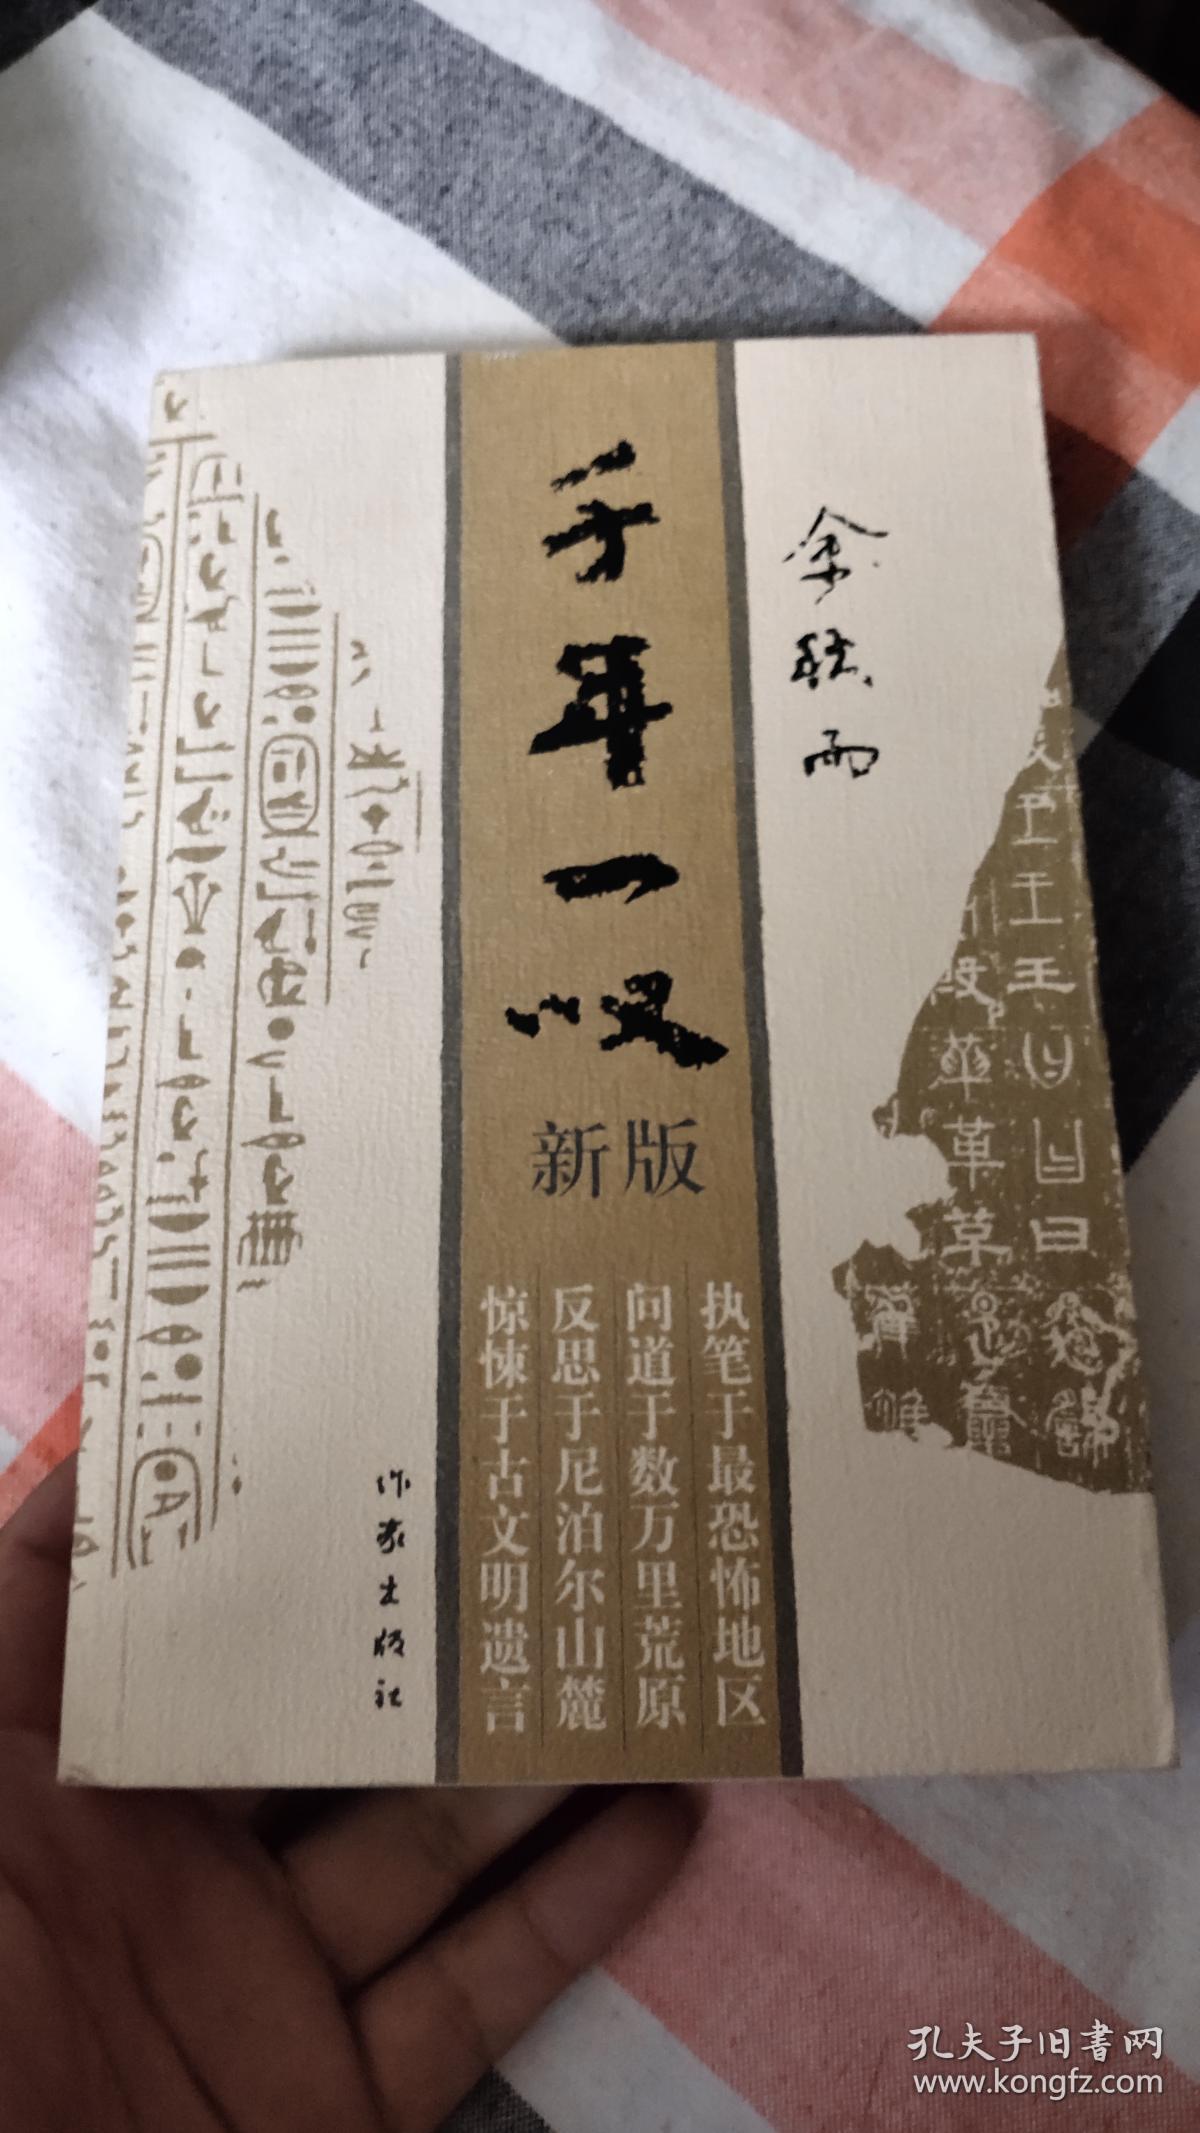 余秋雨
千年一叹
新版
执笔于最恐怖地区
问道于数万里荒原
反思于尼泊尔山麓
惊悚于古文明遗言
作家出版社
孔夫子旧书网
www.kongfz.com